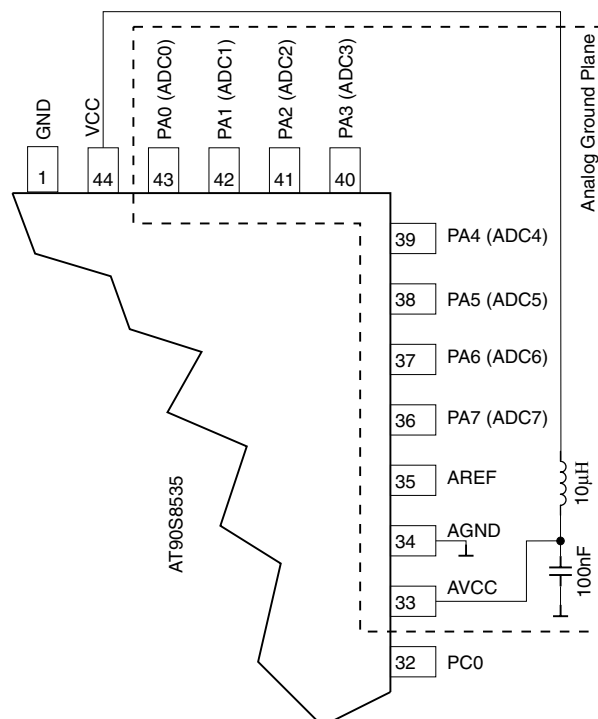 GND
VCC
PA0 (ADC0)
PA1 (ADC1)
PA2 (ADC2)
PA3 (ADC3)
Analog Ground Plane
1
44
43
42
41
40
39 PA4 (ADC4)
38 PA5 (ADC5)
37 PA6 (ADC6)
36 PA7 (ADC7)
35 AREF
34 AGND
33 AVCC
32 PC0
10µH
100nF
AT90S8535